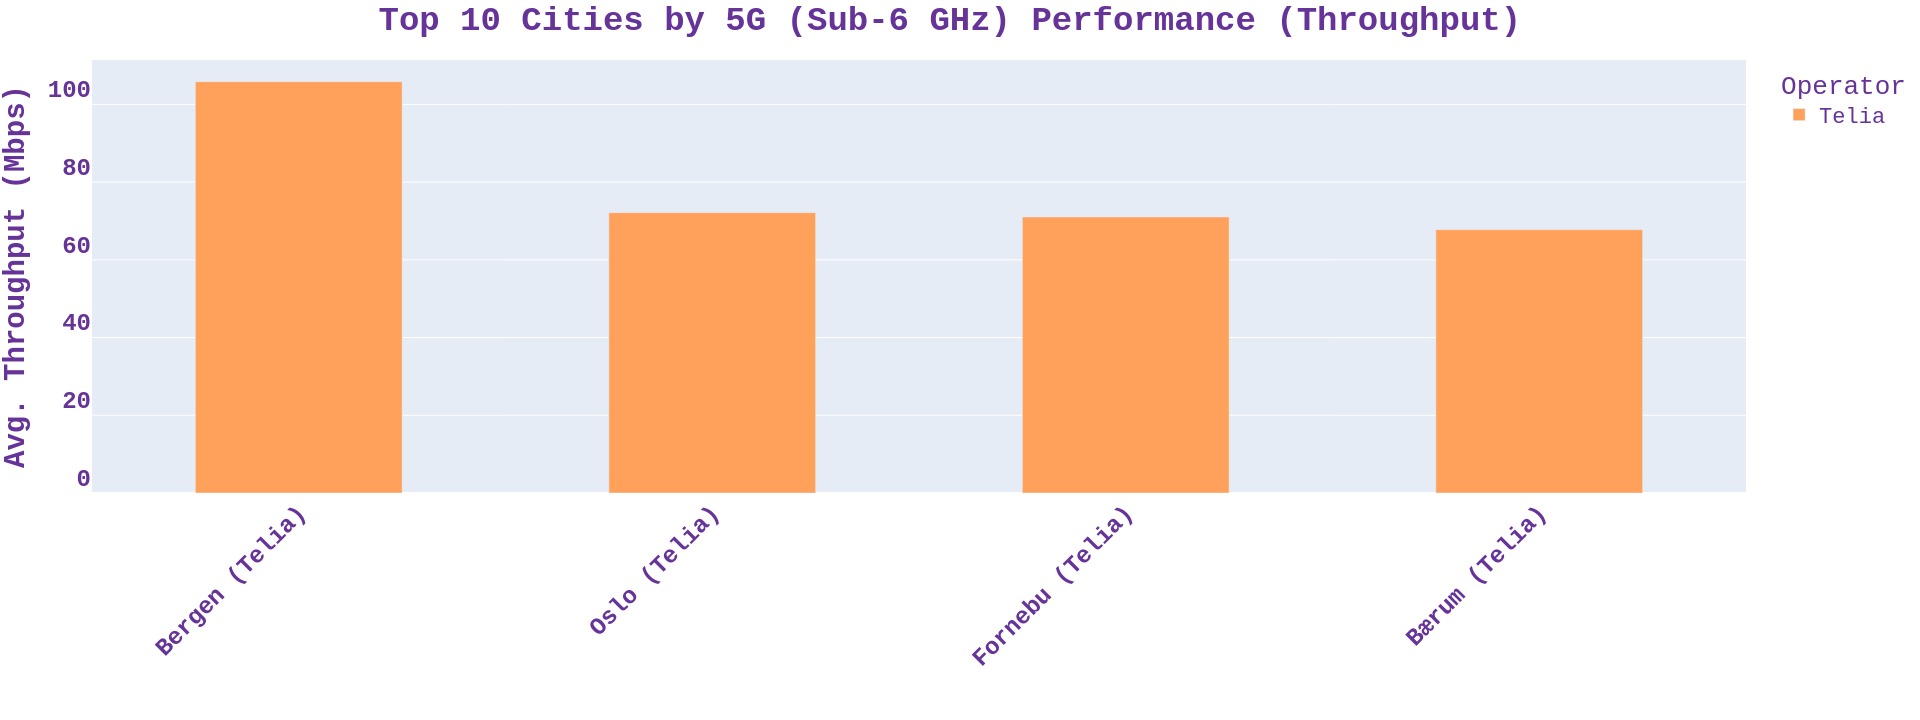 Top 10 Cities by 5G (Sub-6 GHz) Performance (Throughput)
Avg. Throughput (Mbps)
100
80
60
40
20
0
Bergen (Telia)
Oslo (Telia)
Fornebu (Telia)
Bærum (Telia)
Operator
Telia